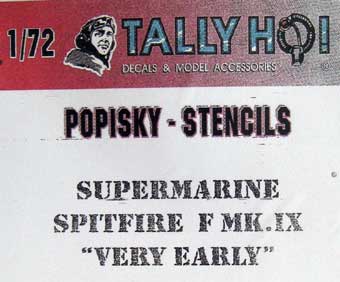 1/72
TALLY HO!
DECALS & MODEL ACCESSORIES
POPISKY - STENCILS
SUPERMARINE
SPITFIRE F MK.IX
"VERY EARLY"